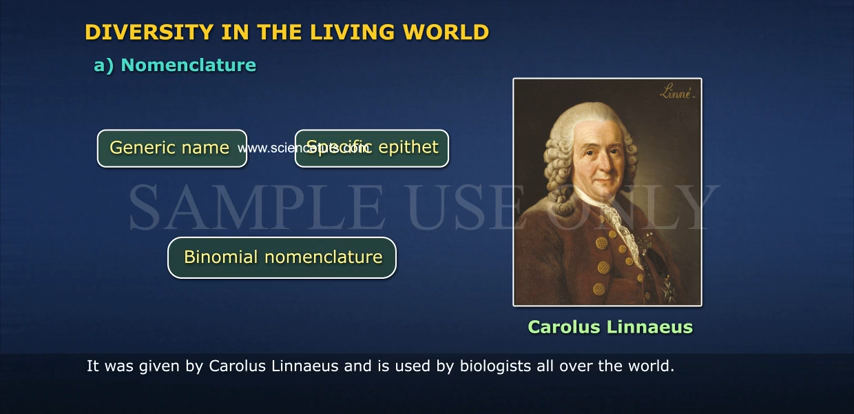 DIVERSITY IN THE LIVING WORLD
a) Nomenclature
Linné.
Generic name
www.sciencetuts.com
Specific epithet
SAMPLE USE ONLY
Binomial nomenclature
Carolus Linnaeus
It was given by Carolus Linnaeus and is used by biologists all over the world.